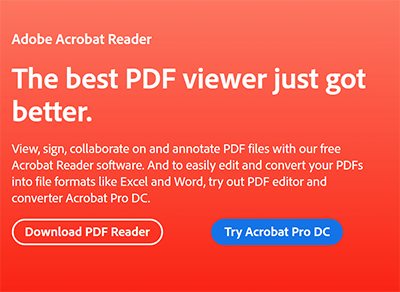 Adobe Acrobat Reader
The best PDF viewer just got
better.
View, sign, collaborate on and annotate PDF files with our free
Acrobat Reader software. And to easily edit and convert your PDFs
into file formats like Excel and Word, try out PDF editor and
converter Acrobat Pro DC.
Download PDF Reader
Try Acrobat Pro DC